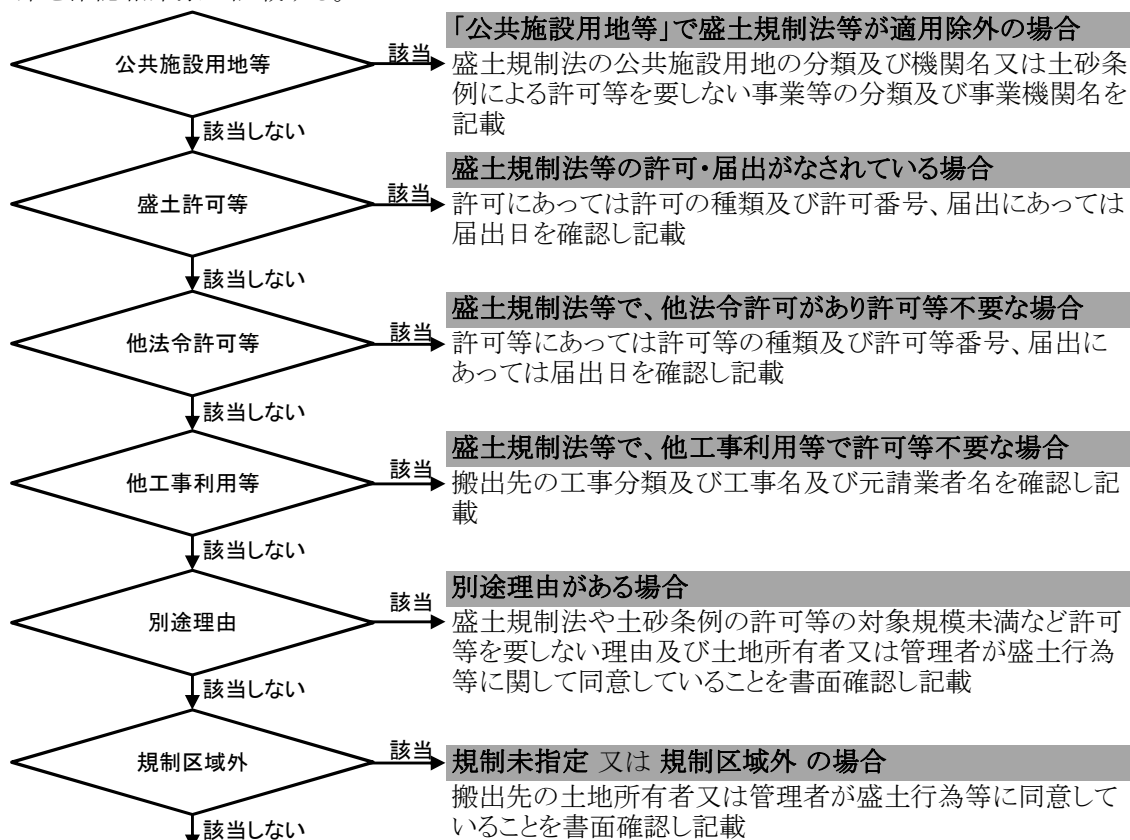 公共施設用地等
該当
「公共施設用地等」で盛土規制法等が適用除外の場合
盛土規制法の公共施設用地の分類及び機関名又は土砂条
例による許可等を要しない事業等の分類及び事業機関名を
記載
該当しない
盛土許可等
該当
盛土規制法等の許可・届出がなされている場合
許可にあっては許可の種類及び許可番号、届出にあっては
届出日を確認し記載
該当しない
他法令許可等
該当
盛土規制法等で、他法令許可があり許可等不要な場合
許可等にあっては許可等の種類及び許可等番号、届出に
あっては届出日を確認し記載
該当しない
他工事利用等
該当
盛土規制法等で、他工事利用等で許可等不要な場合
搬出先の工事分類及び工事名及び元請業者名を確認し記
載
該当しない
別途理由
該当
別途理由がある場合
盛土規制法や土砂条例の許可等の対象規模未満など許可
等を要しない理由及び土地所有者又は管理者が盛土行為
等に関して同意していることを書面確認し記載
該当しない
規制区域外
該当
規制未指定 又は 規制区域外 の場合
搬出先の土地所有者又は管理者が盛土行為等に同意して
いることを書面確認し記載
該当しない